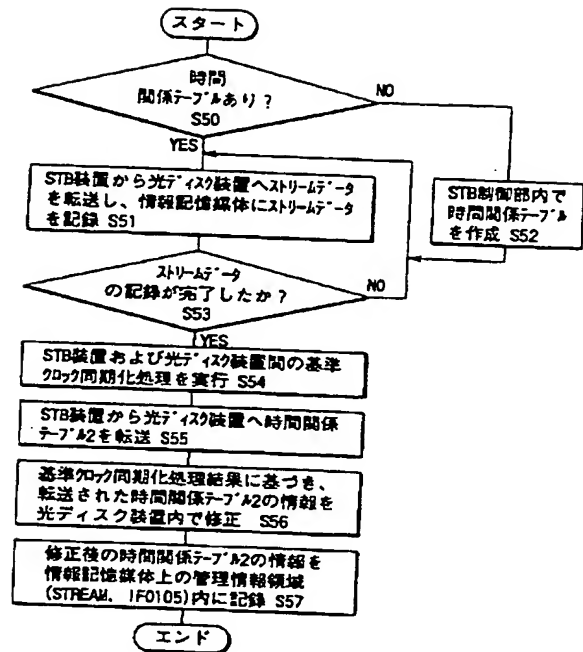 スタート
時間
関係テーブルあり？
S50
NO
YES
STB装置から光ディスク装置へストリームデータ
を転送し、情報記憶媒体にストリームデータ
を記録 S51
STB制御部内で
時間関係テーブル
を作成 S52
ストリームデータ
の記録が完了したか？
S53
NO
YES
STB装置および光ディスク装置間の基準
クロック同期化処理を実行 S54
STB装置から光ディスク装置へ時間関係
テーブル2を転送 S55
基準クロック同期化処理結果に基づき、
転送された時間関係テーブル2の情報を
光ディスク装置内で修正 S56
修正後の時間関係テーブル2の情報を
情報記憶媒体上の管理情報領域
(STREAM. IFO105)内に記録 S57
エンド